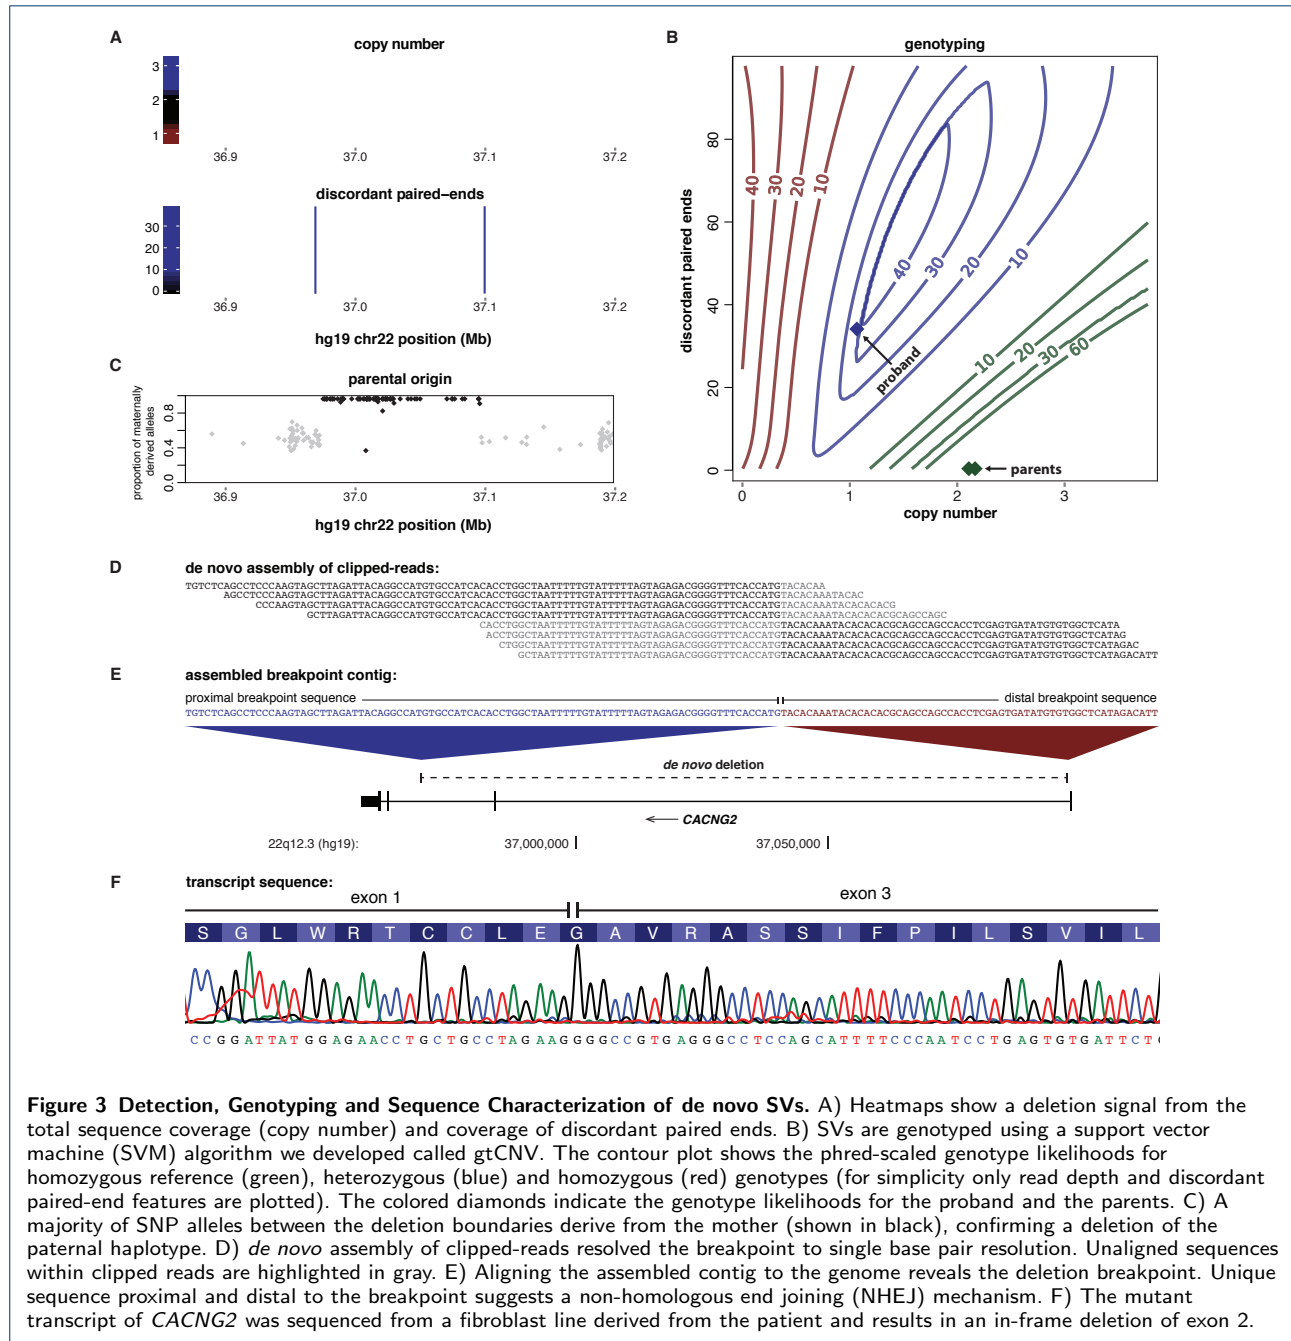 A
copy number
3
2
1
36.9 37.0 37.1 37.2
discordant paired–ends
30
20
10
0
36.9 37.0 37.1 37.2
hg19 chr22 position (Mb)
B
genotyping
discordant paired ends
80
60
40
20
0
40 30 20 10
40 30 20 10
10 20 30 60
proband
parents
0 1 2 3
copy number
C
parental origin
proportion of maternally
derived alleles
0.8
0.4
0.0
36.9 37.0 37.1 37.2
hg19 chr22 position (Mb)
D de novo assembly of clipped-reads:
TGTCTCAGCCTCCCAAGTAGCTTAGATTACAGGCCATGTGCCATCACACCTGGCTAATTTTTGTATTTTTAGTAGAGACGGGGTTTCACCATGTACACAA
AGCCTCCCAAGTAGCTTAGATTACAGGCCATGTGCCATCACACCTGGCTAATTTTTGTATTTTTAGTAGAGACGGGGTTTCACCATGTACACAAATACAC
CCCAAGTAGCTTAGATTACAGGCCATGTGCCATCACACCTGGCTAATTTTTGTATTTTTAGTAGAGACGGGGTTTCACCATGTACACAAATACACACACG
GCTTAGATTACAGGCCATGTGCCATCACACCTGGCTAATTTTTGTATTTTTAGTAGAGACGGGGTTTCACCATGTACACAAATACACACACGCAGCCAGC
CACCTGGCTAATTTTTGTATTTTTAGTAGAGACGGGGTTTCACCATGTACACAAATACACACACGCAGCCAGCCACCTCGAGTGATATGTGTGGCTCATA
ACCTGGCTAATTTTTGTATTTTTAGTAGAGACGGGGTTTCACCATGTACACAAATACACACACGCAGCCAGCCACCTCGAGTGATATGTGTGGCTCATAG
CTGGCTAATTTTTGTATTTTTAGTAGAGACGGGGTTTCACCATGTACACAAATACACACACGCAGCCAGCCACCTCGAGTGATATGTGTGGCTCATAGAC
GCTAATTTTTGTATTTTTAGTAGAGACGGGGTTTCACCATGTACACAAATACACACACGCAGCCAGCCACCTCGAGTGATATGTGTGGCTCATAGACATT
E assembled breakpoint contig:
proximal breakpoint sequence distal breakpoint sequence
TGTCTCAGCCTCCCAAGTAGCTTAGATTACAGGCCATGTGCCATCACACCTGGCTAATTTTTGTATTTTTAGTAGAGACGGGGTTTCACCATGTACACAAATACACACACGCAGCCAGCCACCTCGAGTGATATGTGTGGCTCATAGACATT
de novo deletion
CACNG2
22q12.3 (hg19): 37,000,000 37,050,000
F transcript sequence:
exon 1 exon 3
S G L W R T C C L E G A V R A S S I F P I L S V I L
CCGGATTATGGAGAACCTGCTGCCTAGAAGGGGCCGTGAGGGCCTCCAGCATTTTCCCAATCCTGAGTGTGATTCT
Figure 3 Detection, Genotyping and Sequence Characterization of de novo SVs. A) Heatmaps show a deletion signal from the
total sequence coverage (copy number) and coverage of discordant paired ends. B) SVs are genotyped using a support vector
machine (SVM) algorithm we developed called gtCNV. The contour plot shows the phred-scaled genotype likelihoods for
homozygous reference (green), heterozygous (blue) and homozygous (red) genotypes (for simplicity only read depth and discordant
paired-end features are plotted). The colored diamonds indicate the genotype likelihoods for the proband and the parents. C) A
majority of SNP alleles between the deletion boundaries derive from the mother (shown in black), confirming a deletion of the
paternal haplotype. D) de novo assembly of clipped-reads resolved the breakpoint to single base pair resolution. Unaligned sequences
within clipped reads are highlighted in gray. E) Aligning the assembled contig to the genome reveals the deletion breakpoint. Unique
sequence proximal and distal to the breakpoint suggests a non-homologous end joining (NHEJ) mechanism. F) The mutant
transcript of CACNG2 was sequenced from a fibroblast line derived from the patient and results in an in-frame deletion of exon 2.